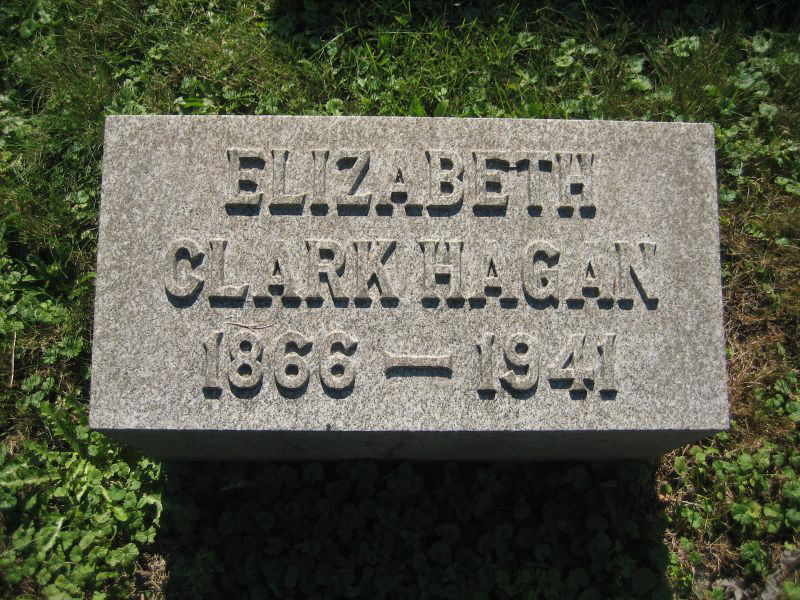 ELIZABETH
CLARK HAGAN
1866 — 1941